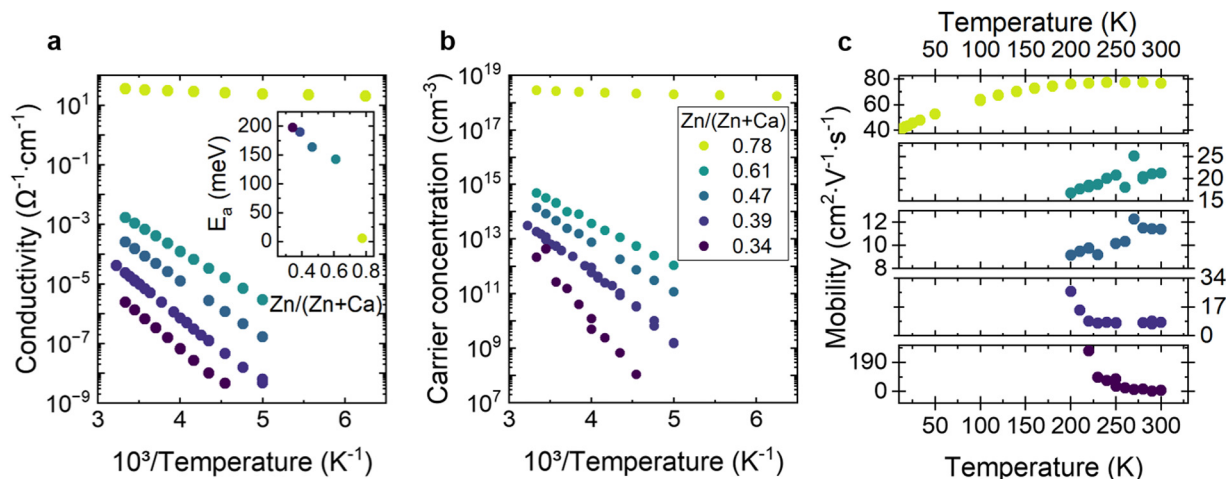 a
Conductivity (Ω⁻¹·cm⁻¹)
10¹
10⁻¹
10⁻³
10⁻⁵
10⁻⁷
10⁻⁹
3 4 5 6
10³/Temperature (K⁻¹)
Eₐ (meV)
200
150
100
50
0
0.4 0.6 0.8
Zn/(Zn+Ca)
b
Carrier concentration (cm⁻³)
10¹⁹
10¹⁷
10¹⁵
10¹³
10¹¹
10⁹
10⁷
3 4 5 6
10³/Temperature (K⁻¹)
Zn/(Zn+Ca)
0.78
0.61
0.47
0.39
0.34
c
Temperature (K)
50 100 150 200 250 300
Mobility (cm²·V⁻¹·s⁻¹)
80
60
40
25
20
15
12
10
8
34
17
0
190
0
50 100 150 200 250 300
Temperature (K)